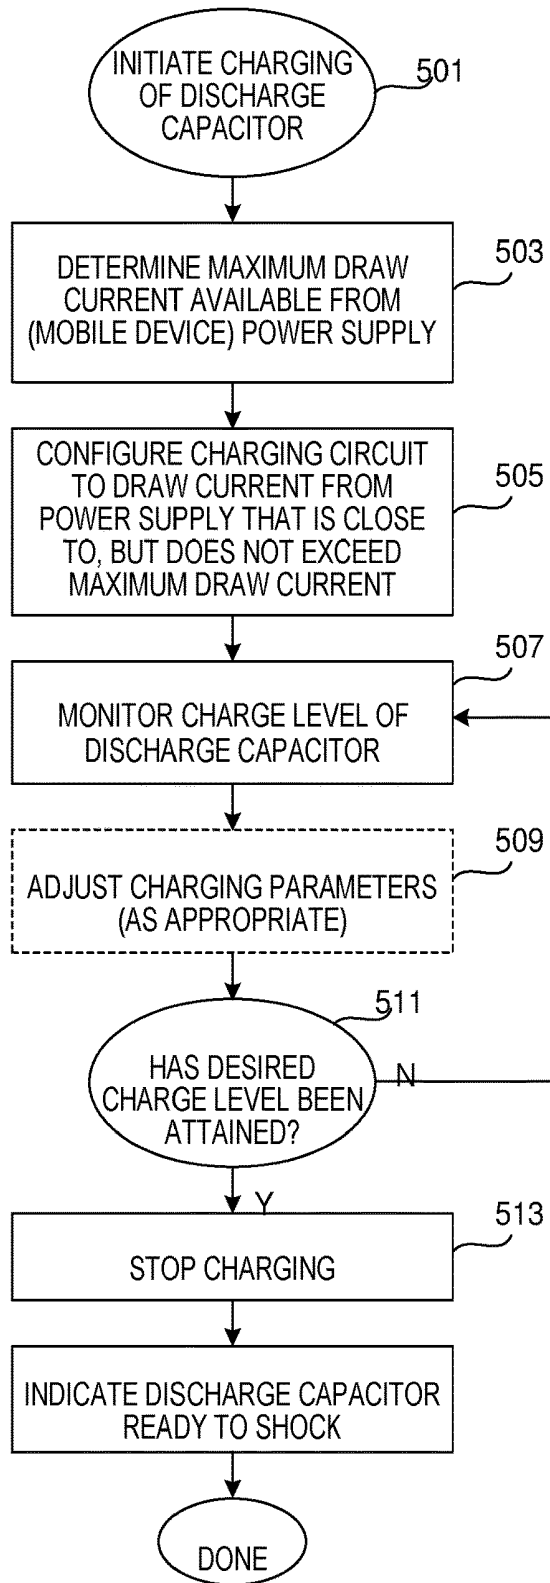 INITIATE CHARGING
OF DISCHARGE
CAPACITOR
501
DETERMINE MAXIMUM DRAW
CURRENT AVAILABLE FROM
(MOBILE DEVICE) POWER SUPPLY
503
CONFIGURE CHARGING CIRCUIT
TO DRAW CURRENT FROM
POWER SUPPLY THAT IS CLOSE
TO, BUT DOES NOT EXCEED
MAXIMUM DRAW CURRENT
505
MONITOR CHARGE LEVEL OF
DISCHARGE CAPACITOR
507
ADJUST CHARGING PARAMETERS
(AS APPROPRIATE)
509
HAS DESIRED
CHARGE LEVEL BEEN
ATTAINED?
511
N
Y
STOP CHARGING
513
INDICATE DISCHARGE CAPACITOR
READY TO SHOCK
DONE